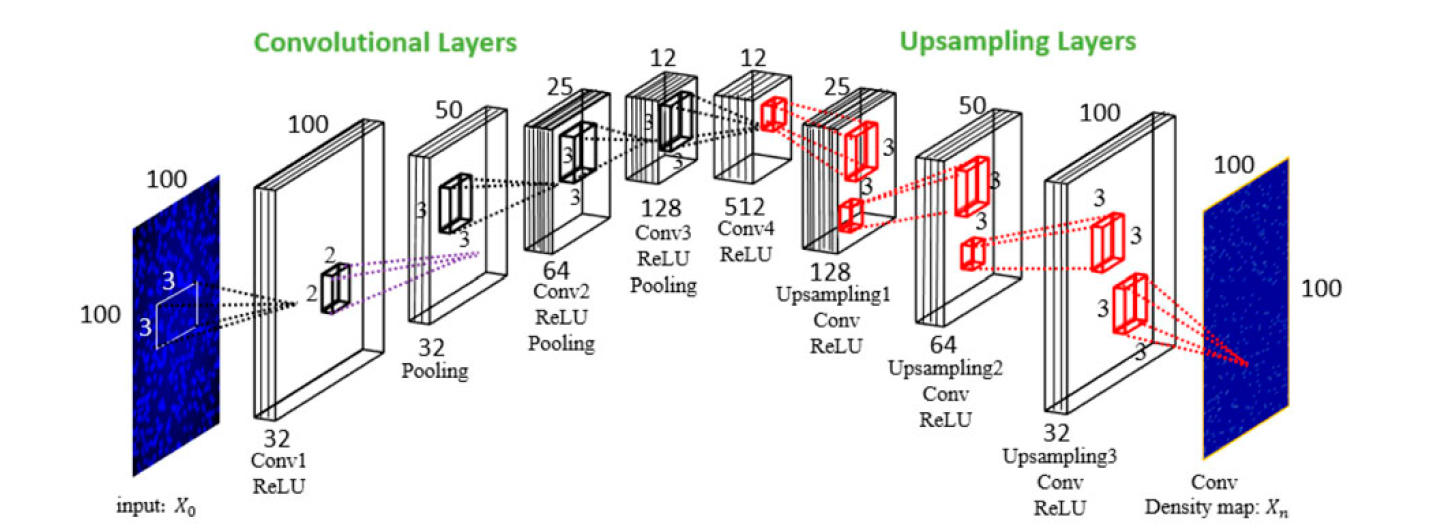 Convolutional Layers
Upsampling Layers
100
100
3
3
input: X₀
100
2
2
32
Conv1
ReLU
50
3
3
32
Pooling
25
3
3
64
Conv2
ReLU
Pooling
12
3
3
128
Conv3
ReLU
Pooling
12
512
Conv4
ReLU
25
3
3
128
Upsampling1
Conv
ReLU
50
3
3
64
Upsampling2
Conv
ReLU
100
3
3
3
3
32
Upsampling3
Conv
ReLU
100
100
Conv
Density map: Xₙ